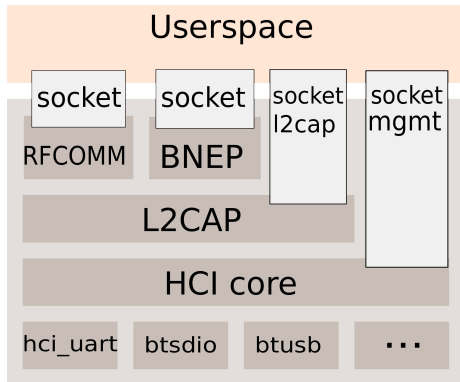 Userspace
socket
socket
socket
l2cap
socket
mgmt
RFCOMM
BNEP
L2CAP
HCI core
hci_uart
btsdio
btusb
...